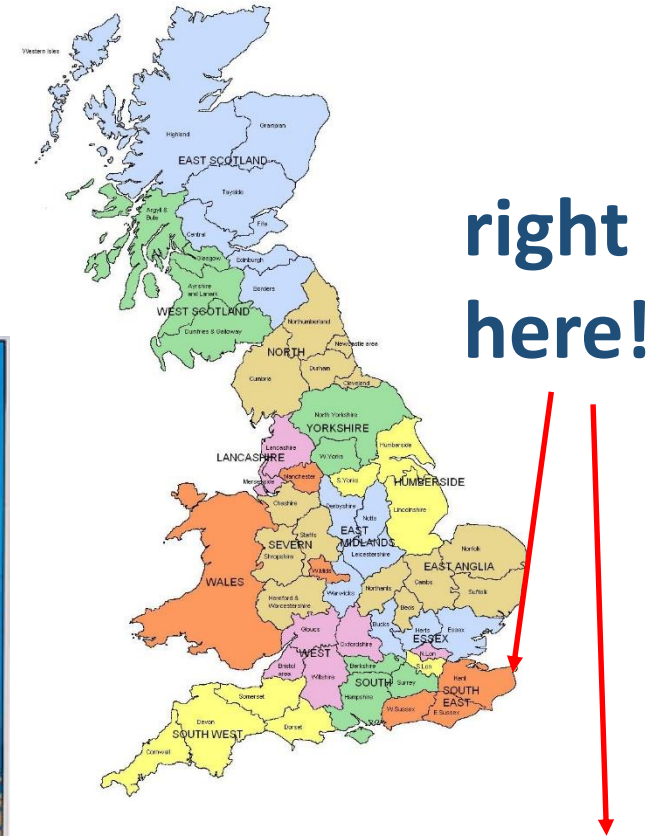 Western Isles
Highland
Grampian
EAST SCOTLAND
Tayside
Argyll &
Bute
Fife
Central
Glasgow
Edinburgh
Ayrshire
and Lanark
Borders
WEST SCOTLAND
Dumfries & Galloway
right
here!
Northumberland
Newcastle area
NORTH
Durham
Cumbria
Cleveland
North Yorkshire
YORKSHIRE
Lancashire
LANCASHIRE
W.Yorks
Humberside
Merseyside
Manchester
S.Yorks
HUMBERSIDE
Cheshire
Derbyshire
Lincolnshire
Notts
EAST
MIDLANDS
Staffs
SEVERN
Shropshire
Leicestershire
Norfolk
EAST ANGLIA
W.Mids
WALES
Warwicks
Northants
Cambs
Suffolk
Hereford &
Worcestershire
Beds
Gloucs
Bucks
Herts
Essex
ESSEX
Oxfordshire
WEST
N.Lon
S.Lon
Bristol
area
Wiltshire
Berkshire
Kent
SOUTH
Surrey
SOUTH
EAST
Hampshire
W.Sussex
E.Sussex
Somerset
Devon
Dorset
SOUTH WEST
Cornwall